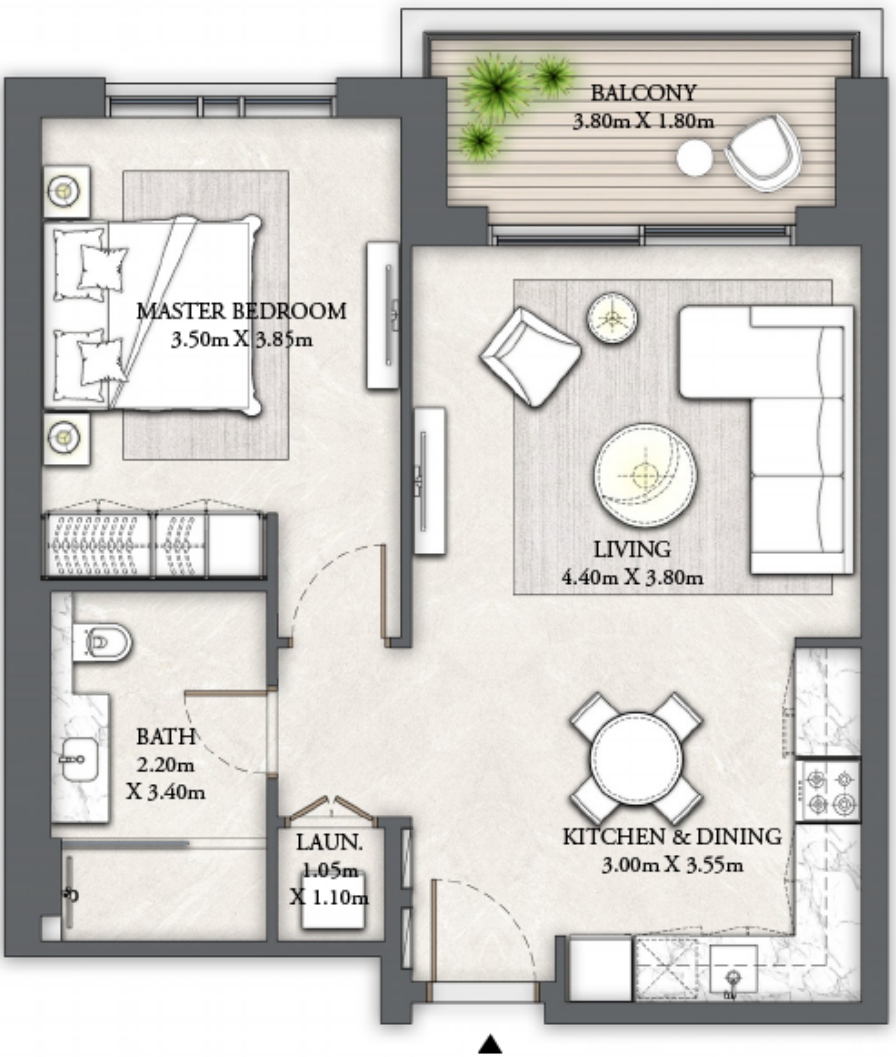 BALCONY
3.80m X 1.80m
MASTER BEDROOM
3.50m X 3.85m
LIVING
4.40m X 3.80m
BATH
2.20m
X 3.40m
LAUN.
1.05m
X 1.10m
KITCHEN & DINING
3.00m X 3.55m